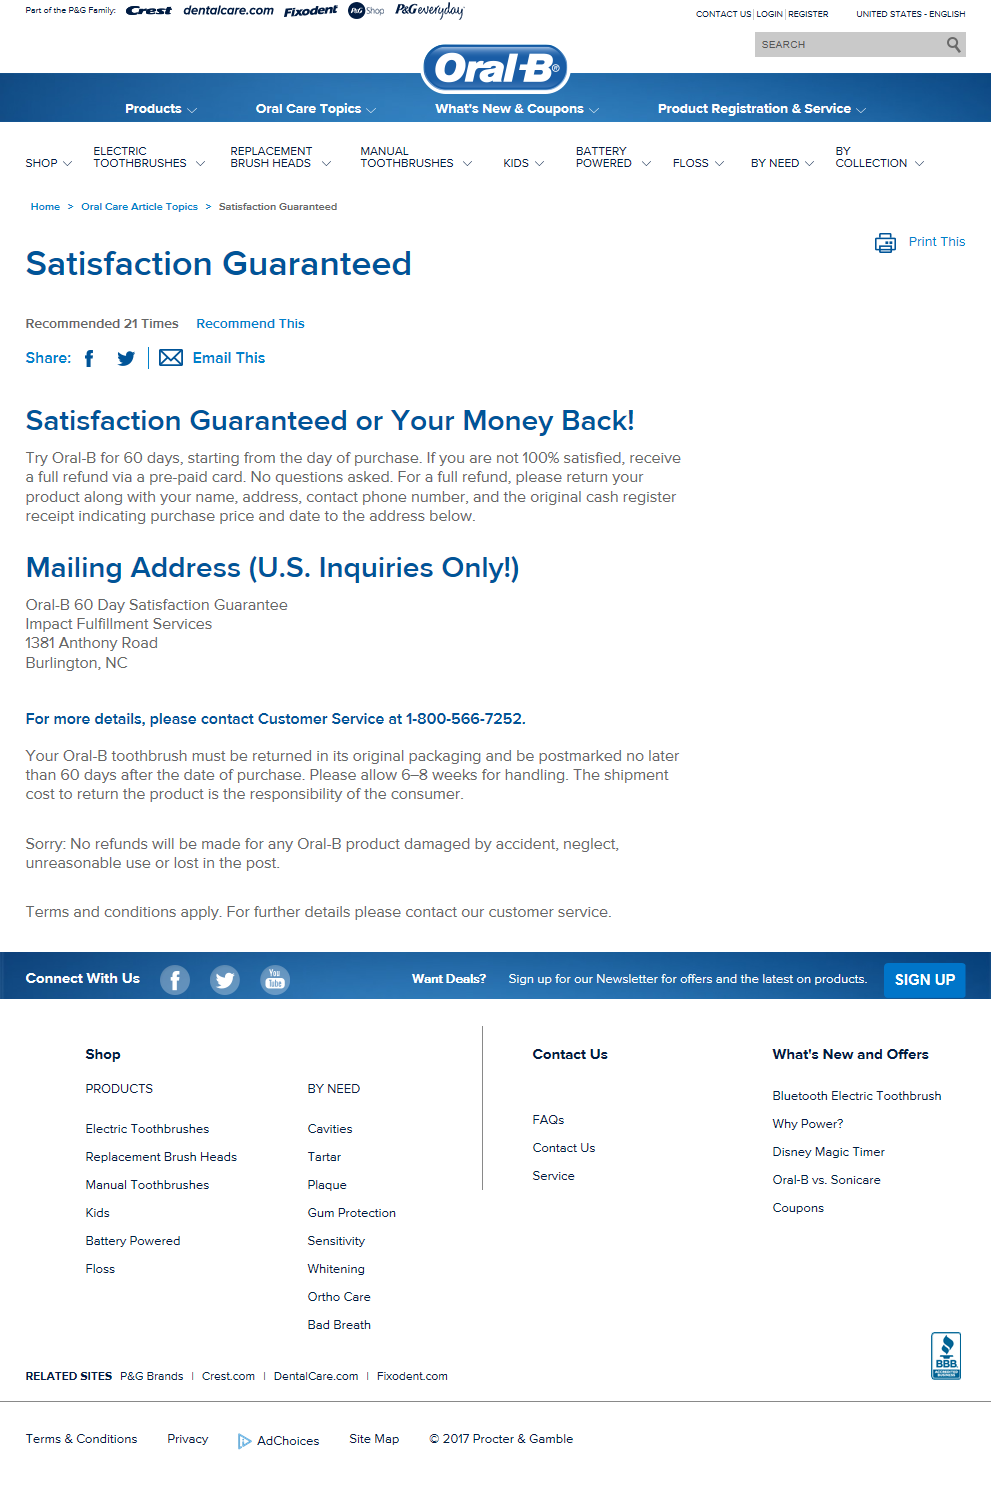 Part of the P&G Family: Crest dentalcare.com Fixodent P&G Shop P&G everyday
CONTACT US | LOGIN | REGISTER UNITED STATES - ENGLISH
SEARCH
Oral-B®
Products Oral Care Topics What's New & Coupons Product Registration & Service
SHOP ELECTRIC TOOTHBRUSHES REPLACEMENT BRUSH HEADS MANUAL TOOTHBRUSHES KIDS BATTERY POWERED FLOSS BY NEED BY COLLECTION
Home > Oral Care Article Topics > Satisfaction Guaranteed
Print This
Satisfaction Guaranteed
Recommended 21 Times Recommend This
Share: Email This
Satisfaction Guaranteed or Your Money Back!
Try Oral-B for 60 days, starting from the day of purchase. If you are not 100% satisfied, receive
a full refund via a pre-paid card. No questions asked. For a full refund, please return your
product along with your name, address, contact phone number, and the original cash register
receipt indicating purchase price and date to the address below.
Mailing Address (U.S. Inquiries Only!)
Oral-B 60 Day Satisfaction Guarantee
Impact Fulfillment Services
1381 Anthony Road
Burlington, NC
For more details, please contact Customer Service at 1-800-566-7252.
Your Oral-B toothbrush must be returned in its original packaging and be postmarked no later
than 60 days after the date of purchase. Please allow 6–8 weeks for handling. The shipment
cost to return the product is the responsibility of the consumer.
Sorry: No refunds will be made for any Oral-B product damaged by accident, neglect,
unreasonable use or lost in the post.
Terms and conditions apply. For further details please contact our customer service.
Connect With Us You Tube Want Deals? Sign up for our Newsletter for offers and the latest on products. SIGN UP
Shop
PRODUCTS
Electric Toothbrushes
Replacement Brush Heads
Manual Toothbrushes
Kids
Battery Powered
Floss
BY NEED
Cavities
Tartar
Plaque
Gum Protection
Sensitivity
Whitening
Ortho Care
Bad Breath
Contact Us
FAQs
Contact Us
Service
What's New and Offers
Bluetooth Electric Toothbrush
Why Power?
Disney Magic Timer
Oral-B vs. Sonicare
Coupons
BBB.
ACCREDITED BUSINESS
RELATED SITES P&G Brands | Crest.com | DentalCare.com | Fixodent.com
Terms & Conditions Privacy AdChoices Site Map © 2017 Procter & Gamble